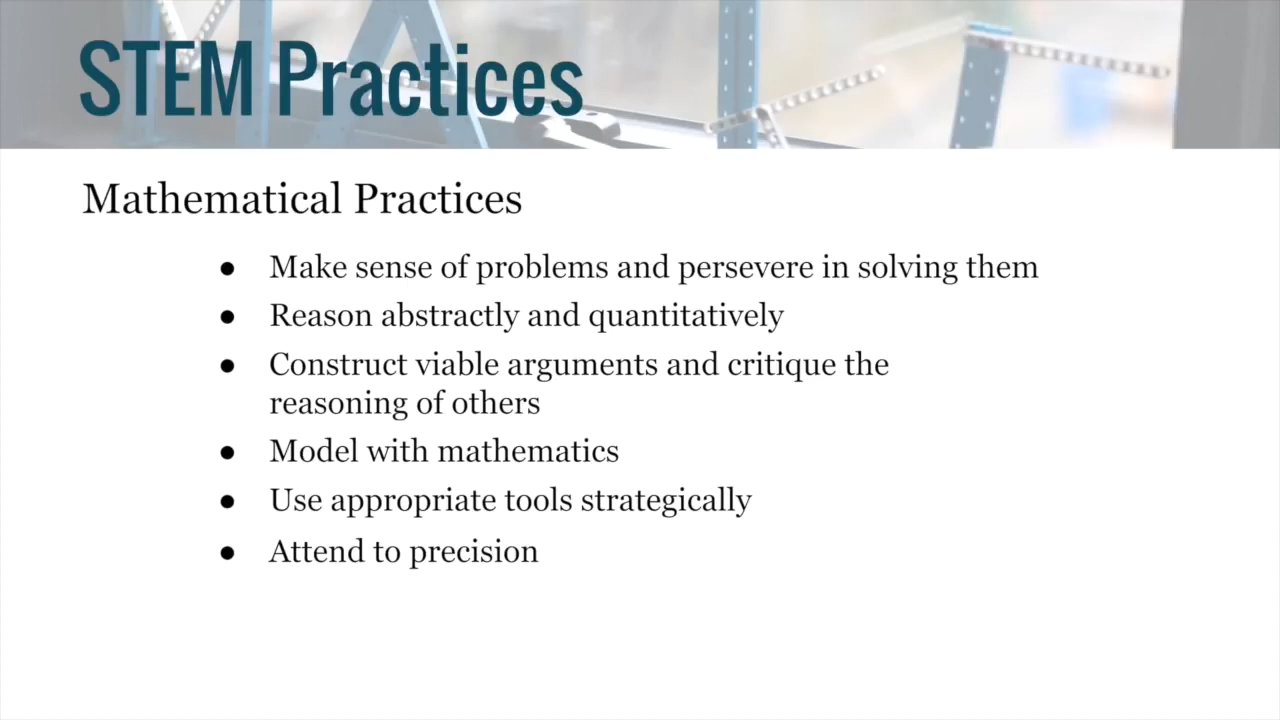 STEM Practices
Mathematical Practices
● Make sense of problems and persevere in solving them
● Reason abstractly and quantitatively
● Construct viable arguments and critique the
reasoning of others
● Model with mathematics
● Use appropriate tools strategically
● Attend to precision